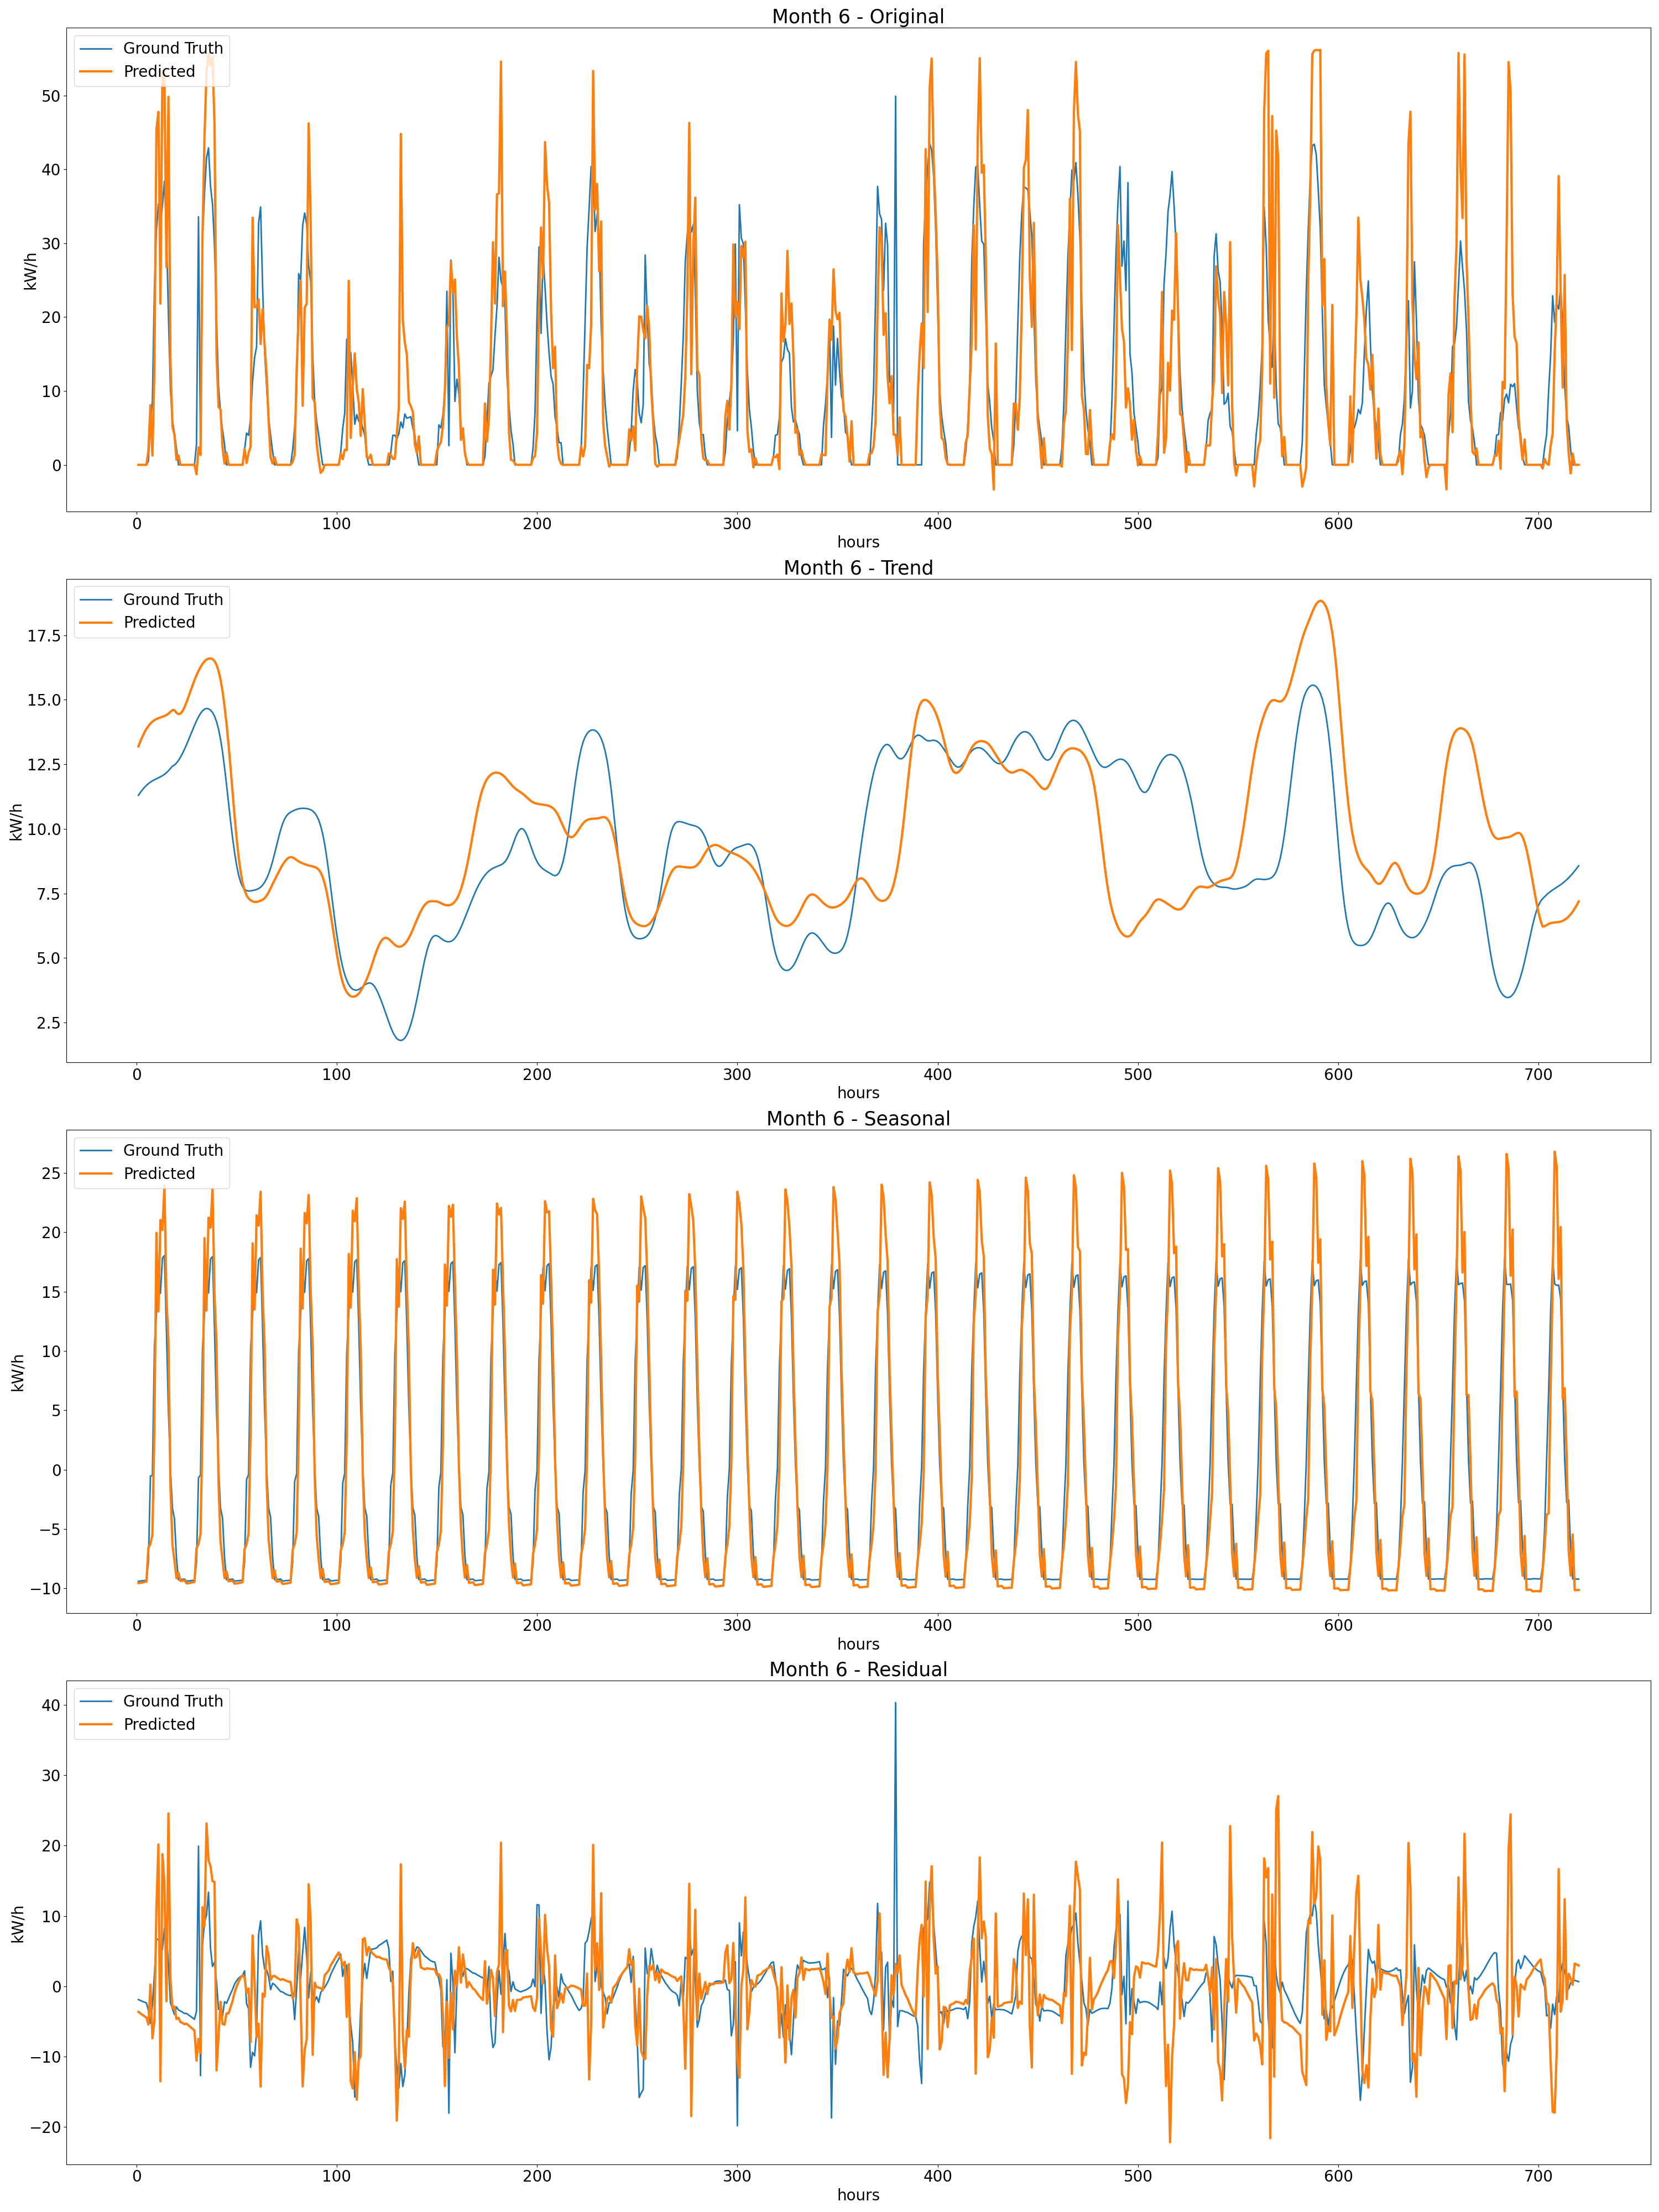 Month 6 - Original
Ground Truth
Predicted
50
40
30
20
10
0
kW/h
0 100 200 300 400 500 600 700
hours
Month 6 - Trend
Ground Truth
Predicted
17.5
15.0
12.5
10.0
7.5
5.0
2.5
kW/h
0 100 200 300 400 500 600 700
hours
Month 6 - Seasonal
Ground Truth
Predicted
25
20
15
10
5
0
−5
−10
kW/h
0 100 200 300 400 500 600 700
hours
Month 6 - Residual
Ground Truth
Predicted
40
30
20
10
0
−10
−20
kW/h
0 100 200 300 400 500 600 700
hours